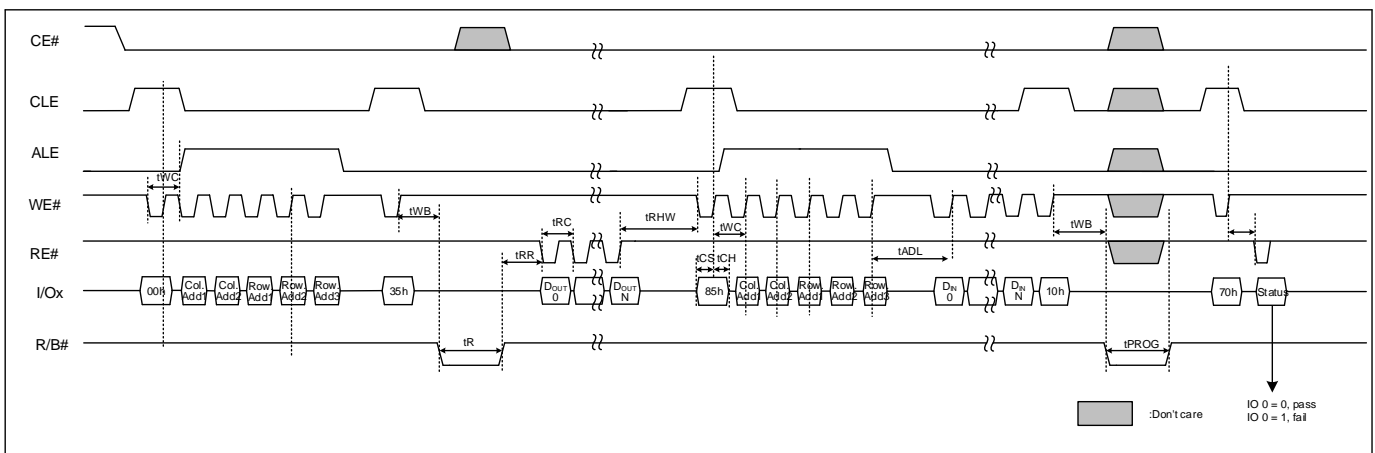 CE#
CLE
ALE
tWC
WE#
tWB
tRC
tRHW
tWC
tWB
RE#
tRR
tCS
tCH
tADL
I/Ox
00h
Col. Add1
Col. Add2
Row. Add1
Row. Add2
Row. Add3
35h
DOUT 0
DOUT N
85h
Col. Add1
Col. Add2
Row. Add1
Row. Add2
Row. Add3
DIN 0
DIN N
10h
70h
Status
R/B#
tR
tPROG
:Don't care
IO 0 = 0, pass
IO 0 = 1, fail